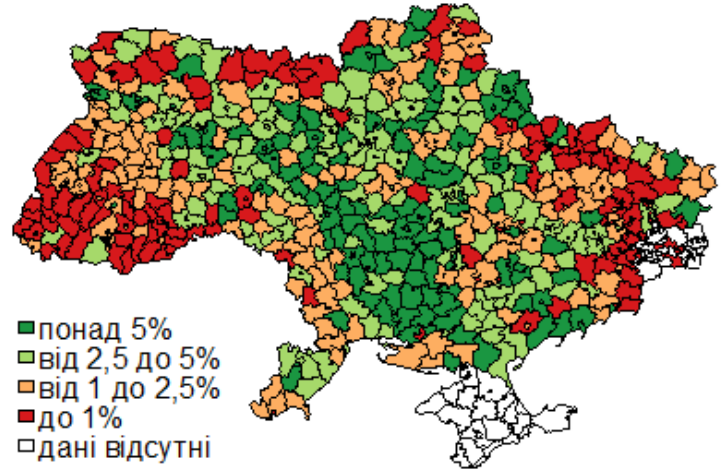 понад 5%
від 2,5 до 5%
від 1 до 2,5%
до 1%
дані відсутні